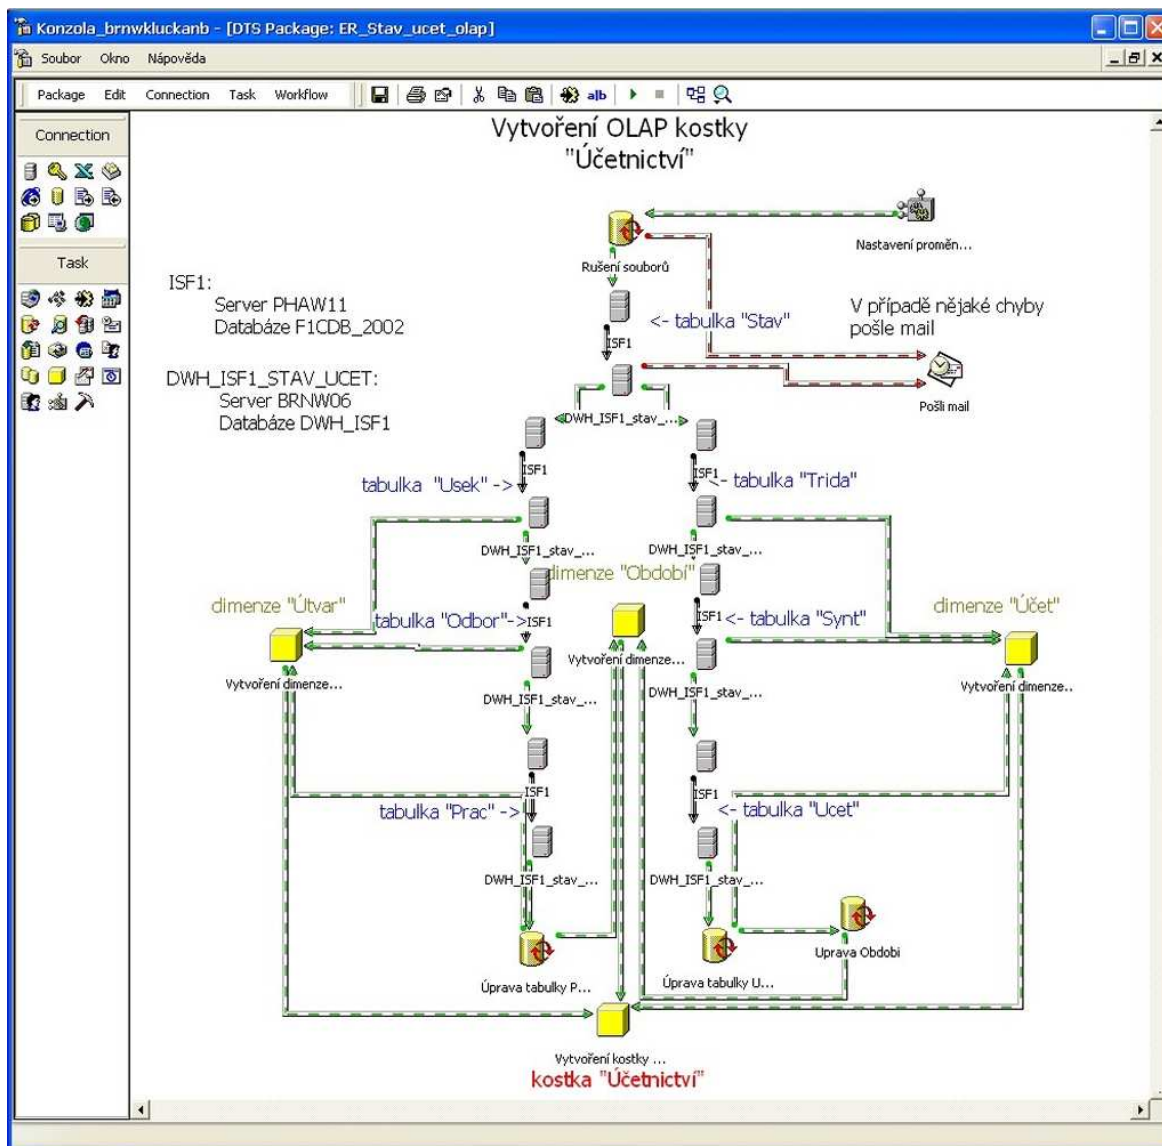 Konzola_brnwkluckanb - [DTS Package: ER_Stav_ucet_olap]
Soubor Okno Nápověda
Package Edit Connection Task Workflow
a|b
Connection
Task
Vytvoření OLAP kostky
"Účetnictví"
Nastavení proměn...
Rušení souborů
ISF1:
Server PHAW11
Databáze F1CDB_2002
<- tabulka "Stav"
V případě nějaké chyby
pošle mail
ISF1
DWH_ISF1_STAV_UCET:
Server BRNW06
Databáze DWH_ISF1
Pošli mail
DWH_ISF1_stav_...
ISF1
ISF1
tabulka "Usek" ->
<- tabulka "Trida"
DWH_ISF1_stav_...
DWH_ISF1_stav_...
dimenze "Období"
dimenze "Útvar"
dimenze "Účet"
tabulka "Odbor"->
ISF1
ISF1
<- tabulka "Synt"
Vytvoření dimenze...
Vytvoření dimenze...
Vytvoření dimenze..
DWH_ISF1_stav_...
DWH_ISF1_stav_...
ISF1
ISF1
tabulka "Prac" ->
<- tabulka "Ucet"
DWH_ISF1_stav_...
DWH_ISF1_stav_...
Uprava Obdobi
Úprava tabulky P...
Úprava tabulky U...
Vytvoření kostky ...
kostka "Účetnictví"